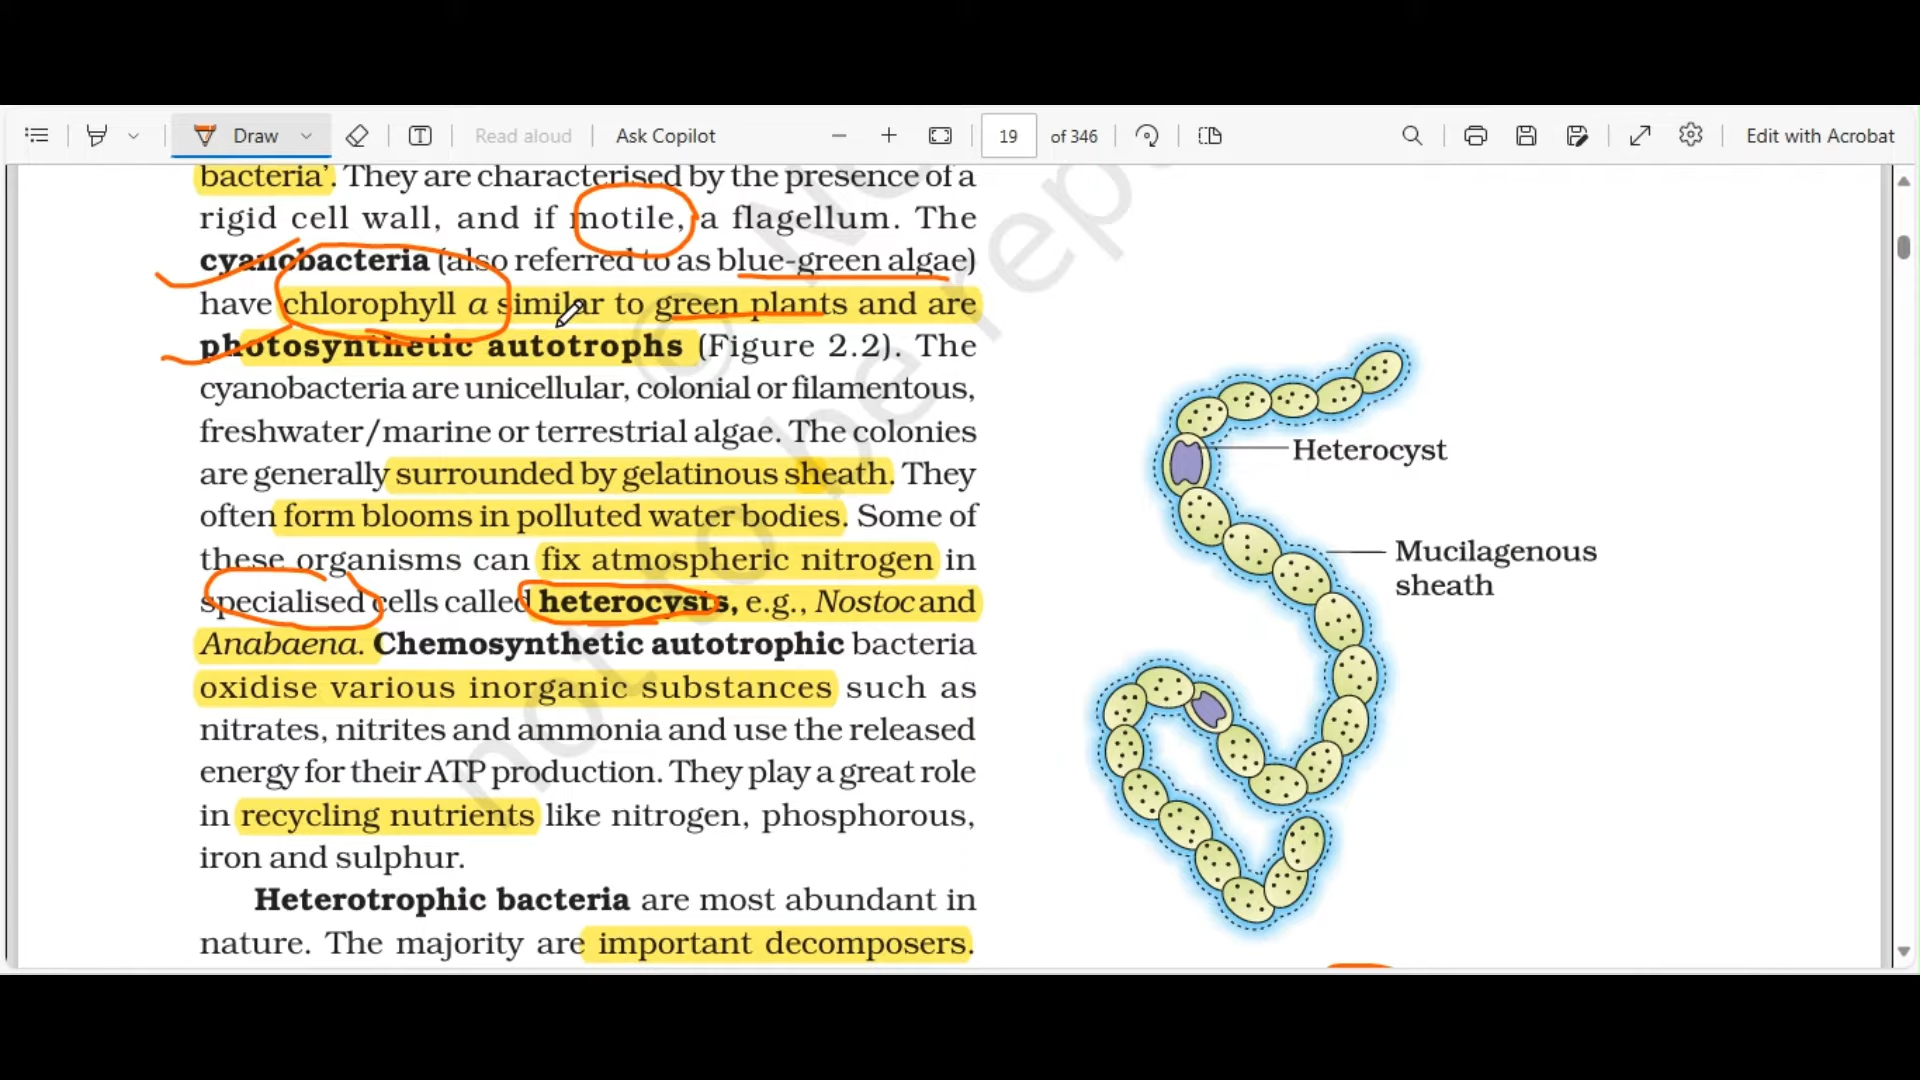 Draw
Read aloud
Ask Copilot
19
of 346
Edit with Acrobat
bacteria'. They are characterised by the presence of a
rigid cell wall, and if motile, a flagellum. The
cyanobacteria (also referred to as blue-green algae)
have chlorophyll a similar to green plants and are
photosynthetic autotrophs (Figure 2.2). The
cyanobacteria are unicellular, colonial or filamentous,
freshwater/marine or terrestrial algae. The colonies
are generally surrounded by gelatinous sheath. They
often form blooms in polluted water bodies. Some of
these organisms can fix atmospheric nitrogen in
specialised cells called heterocysts, e.g., Nostoc and
Anabaena. Chemosynthetic autotrophic bacteria
oxidise various inorganic substances such as
nitrates, nitrites and ammonia and use the released
energy for their ATP production. They play a great role
in recycling nutrients like nitrogen, phosphorous,
iron and sulphur.
Heterotrophic bacteria are most abundant in
nature. The majority are important decomposers.
Heterocyst
Mucilagenous
sheath
not to be rep
©